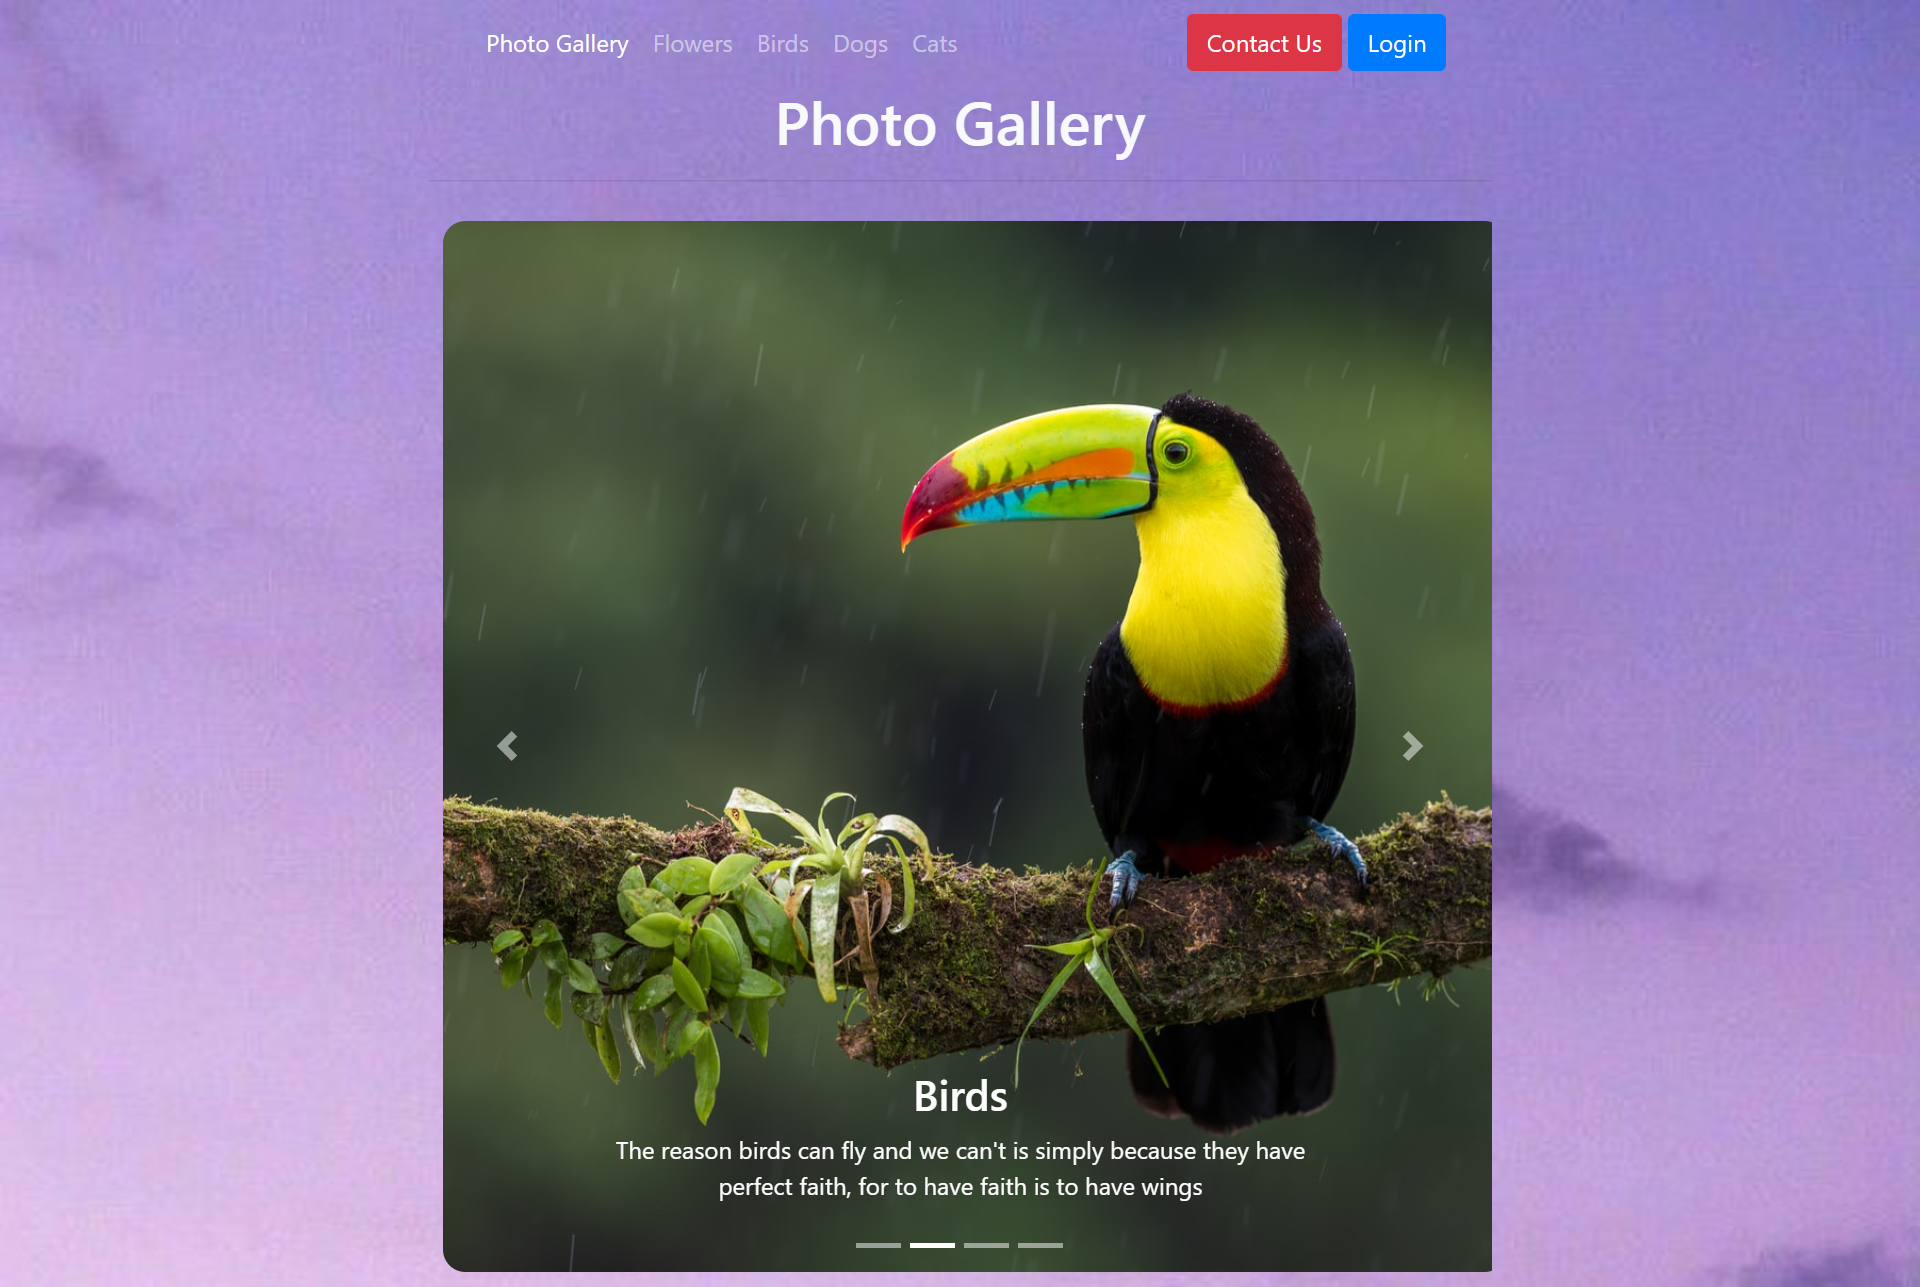 Photo Gallery Flowers Birds Dogs Cats Contact Us Login
Photo Gallery
Birds
The reason birds can fly and we can't is simply because they have
perfect faith, for to have faith is to have wings